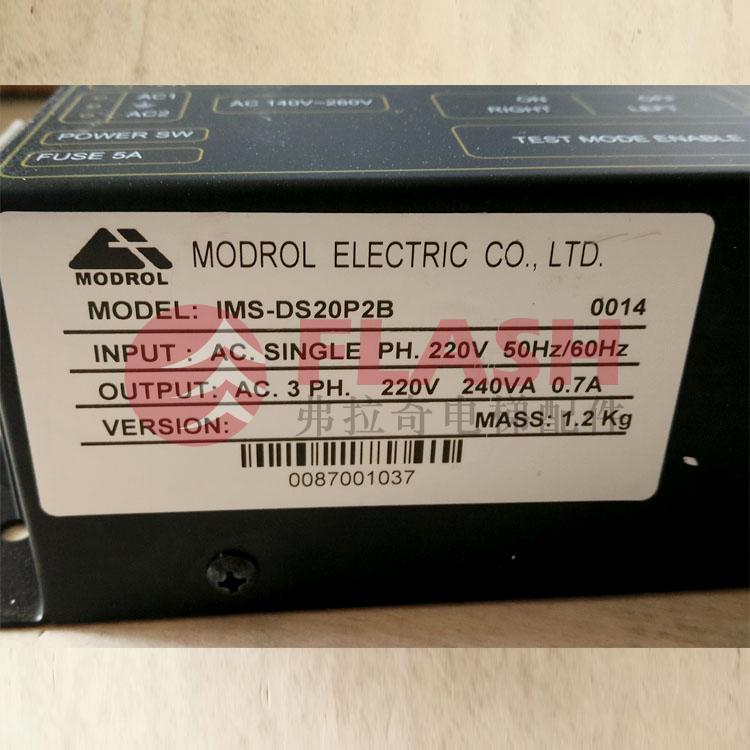 AC1
AC2
AC 140V~260V
ON
OFF
RIGHT
LEFT
POWER SW
TEST MODE ENABLE
FUSE 5A
MODROL
MODROL ELECTRIC CO., LTD.
MODEL: IMS-DS20P2B 0014
INPUT : AC. SINGLE PH. 220V 50Hz/60Hz
OUTPUT: AC. 3 PH. 220V 240VA 0.7A
VERSION: MASS: 1.2 Kg
0087001037
FLASH
弗拉奇电梯配件